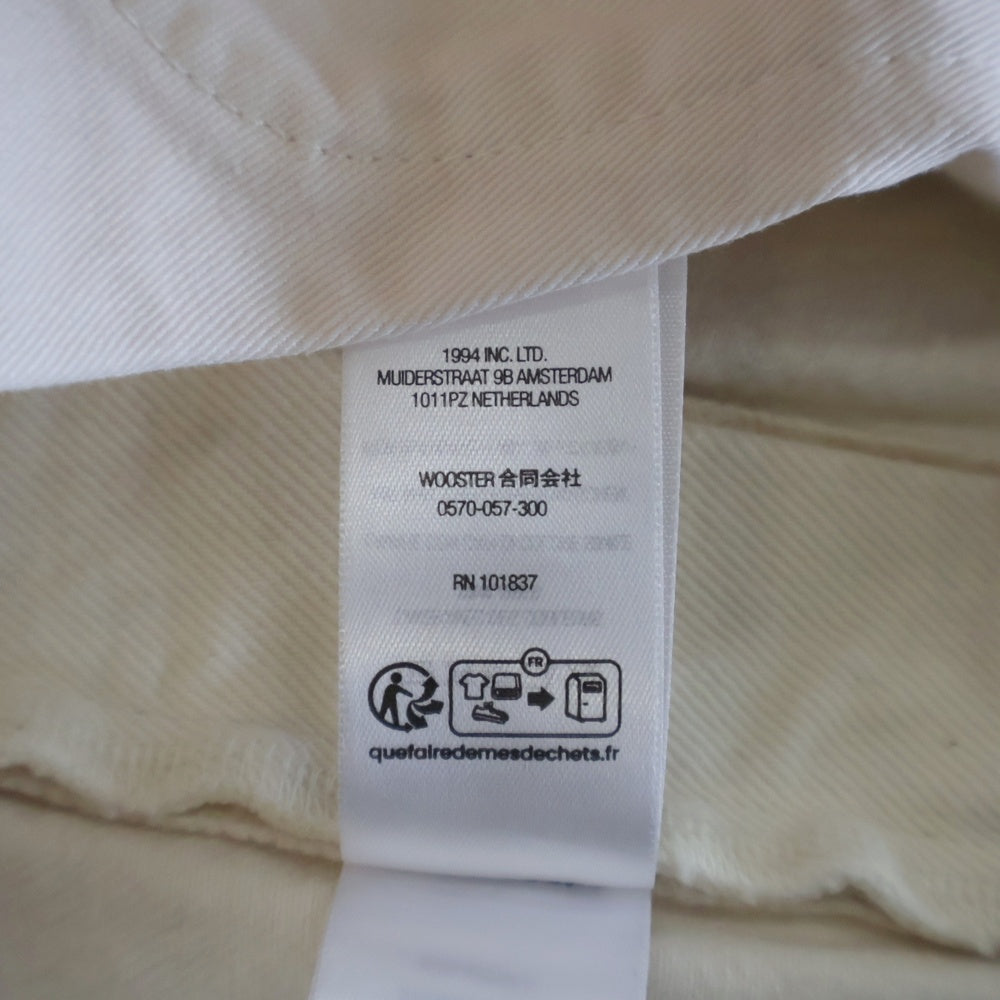 1994 INC. LTD.
MUIDERSTRAAT 9B AMSTERDAM
1011PZ NETHERLANDS
WOOSTER 合同会社
0570-057-300
RN 101837
FR
quefairedemesdechets.fr